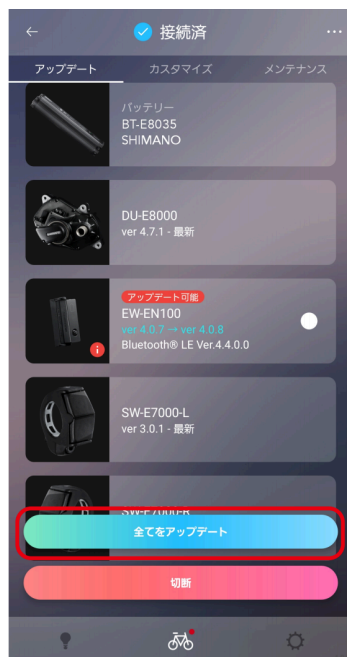 接続済
アップデート
カスタマイズ
メンテナンス
バッテリー
BT-E8035
SHIMANO
DU-E8000
ver 4.7.1 - 最新
アップデート可能
EW-EN100
ver 4.0.7 → ver 4.0.8
Bluetooth® LE Ver.4.4.0.0
SW-E7000-L
ver 3.0.1 - 最新
SW-E7000-R
全てをアップデート
切断